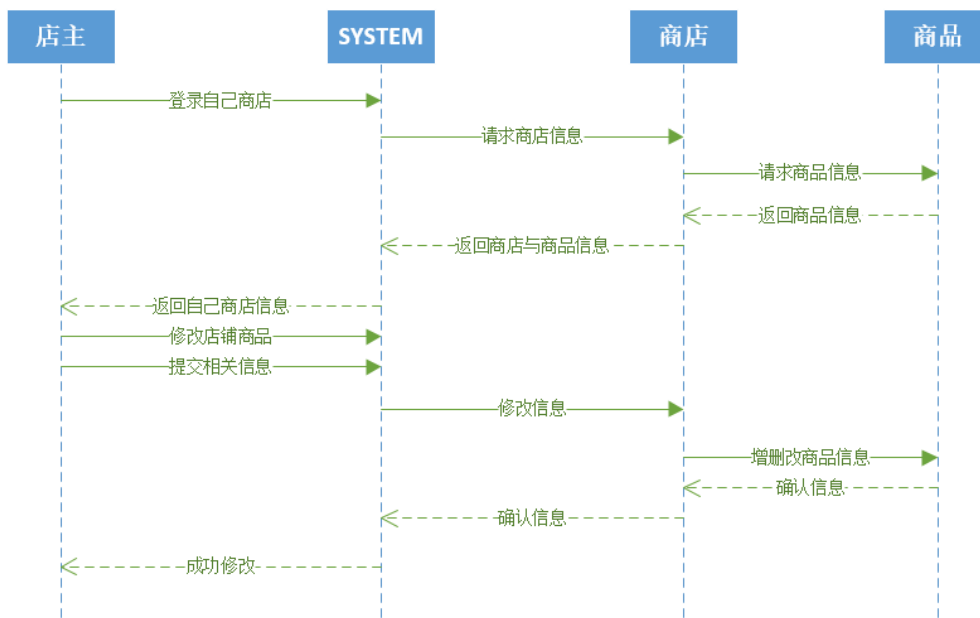 店主
SYSTEM
商店
商品
登录自己商店
请求商店信息
请求商品信息
返回商品信息
返回商店与商品信息
返回自己商店信息
修改店铺商品
提交相关信息
修改信息
增删改商品信息
确认信息
确认信息
成功修改